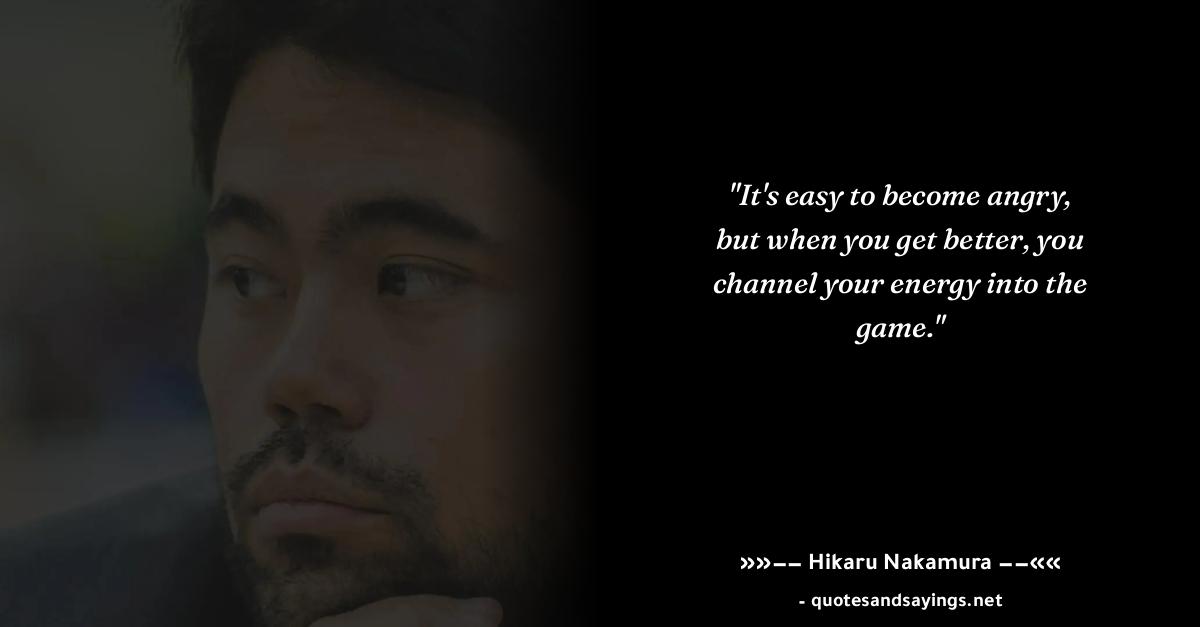 "It's easy to become angry,
but when you get better, you
channel your energy into the
game."
»»–– Hikaru Nakamura ––««
- quotesandsayings.net